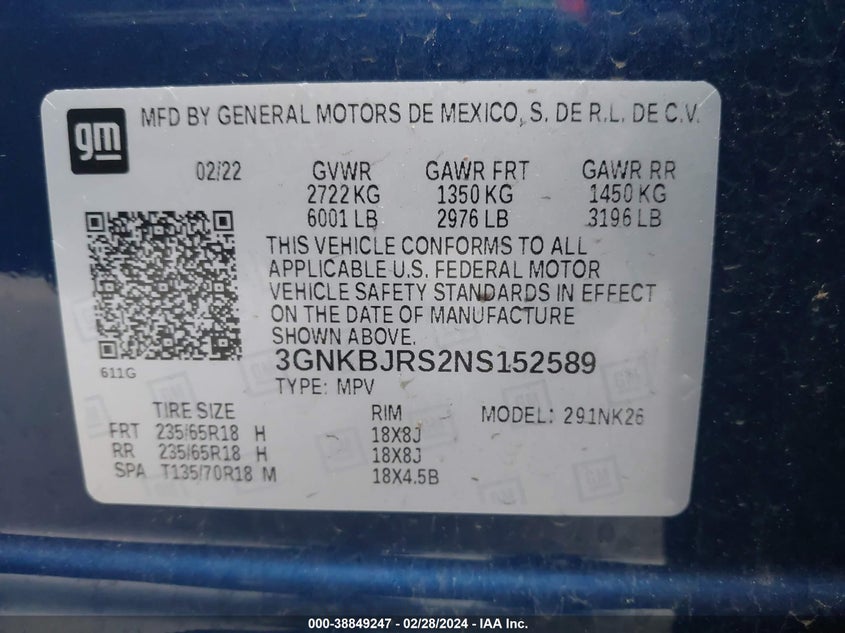 gm
MFD BY GENERAL MOTORS DE MEXICO, S. DE R.L. DE C.V.
02/22 GVWR GAWR FRT GAWR RR
2722 KG 1350 KG 1450 KG
6001 LB 2976 LB 3196 LB
THIS VEHICLE CONFORMS TO ALL
APPLICABLE U.S. FEDERAL MOTOR
VEHICLE SAFETY STANDARDS IN EFFECT
ON THE DATE OF MANUFACTURE
SHOWN ABOVE.
611G
3GNKBJRS2NS152589
TYPE: MPV
TIRE SIZE RIM MODEL: 291NK26
FRT 235/65R18 H 18X8J
RR 235/65R18 H 18X8J
SPA T135/70R18 M 18X4.5B
000-38849247 - 02/28/2024 - IAA Inc.